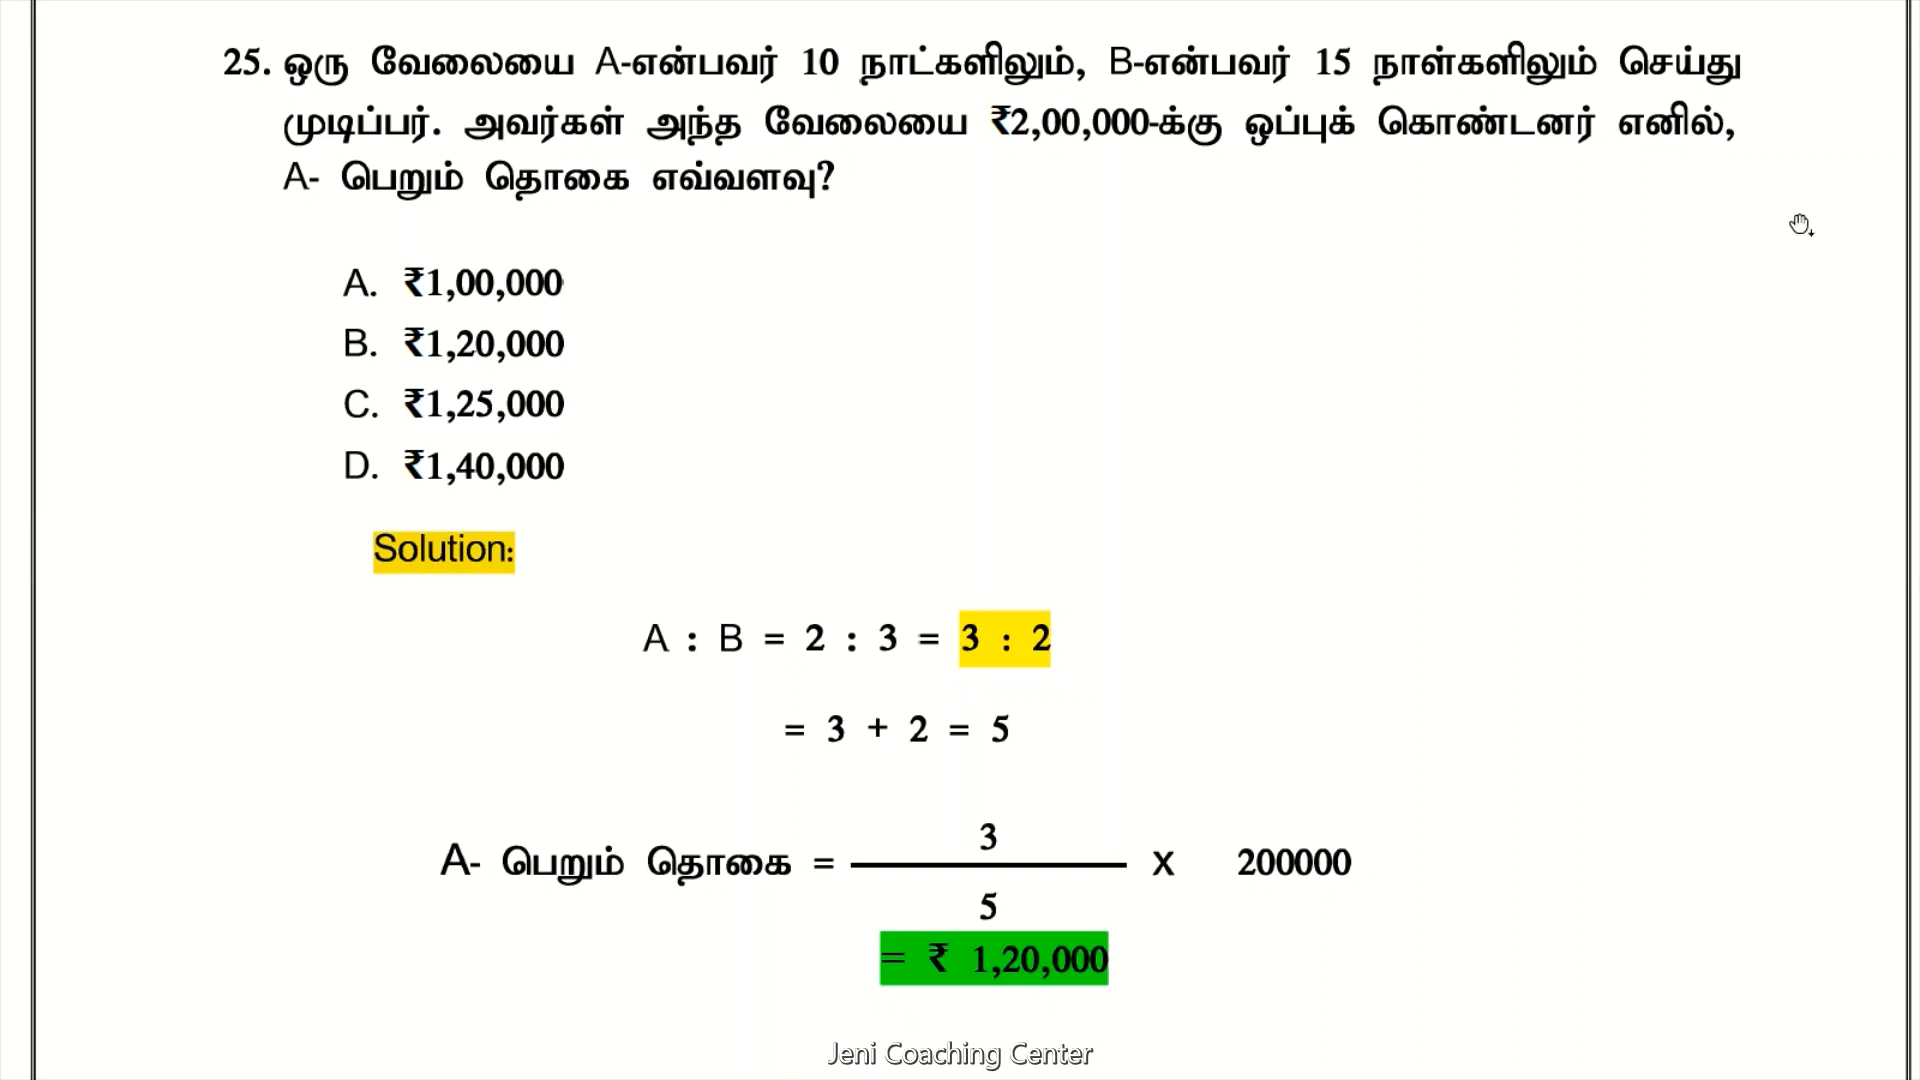 25. ஒரு வேலையை A-என்பவர் 10 நாட்களிலும், B-என்பவர் 15 நாள்களிலும் செய்து
முடிப்பர். அவர்கள் அந்த வேலையை ₹2,00,000-க்கு ஒப்புக் கொண்டனர் எனில்,
A- பெறும் தொகை எவ்வளவு?
A. ₹1,00,000
B. ₹1,20,000
C. ₹1,25,000
D. ₹1,40,000
Solution:
A : B = 2 : 3 = 3 : 2
= 3 + 2 = 5
3
A- பெறும் தொகை = x 200000
5
= ₹ 1,20,000
Jeni Coaching Center